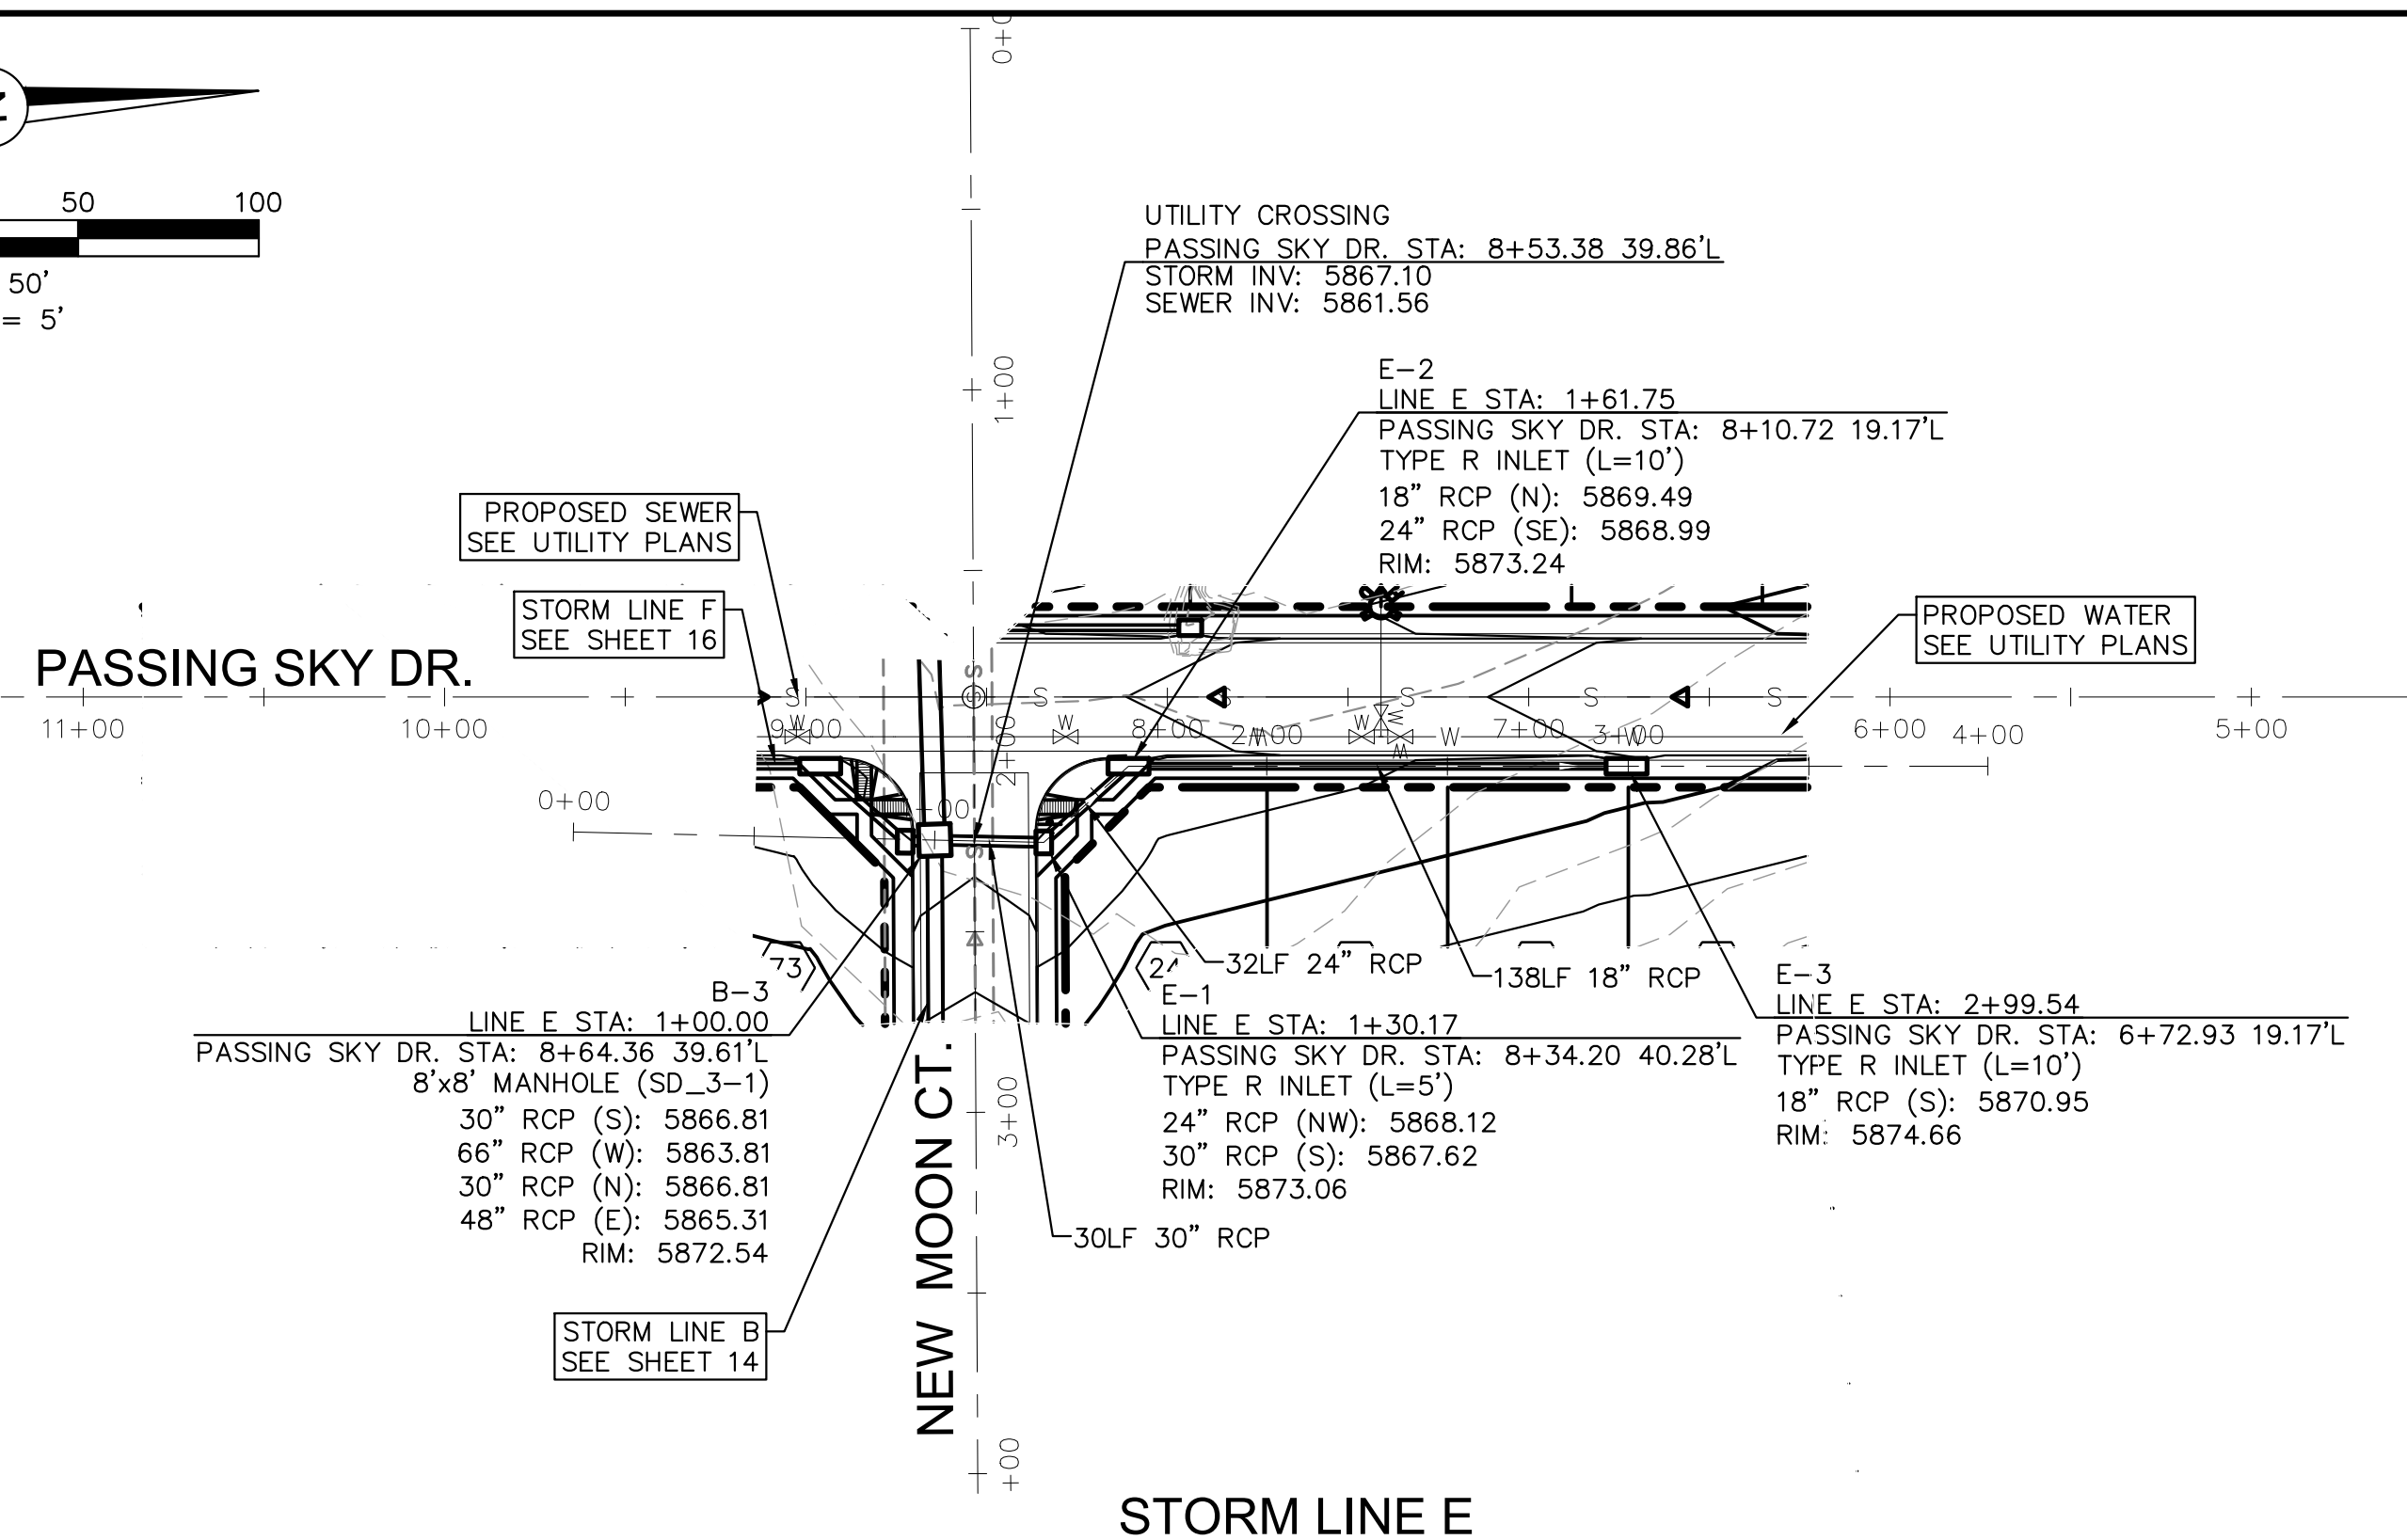 0+0
50 100
50'
= 5'
UTILITY CROSSING
PASSING SKY DR. STA: 8+53.38 39.86'L
STORM INV: 5867.10
SEWER INV: 5861.56
1+00
E-2
LINE E STA: 1+61.75
PASSING SKY DR. STA: 8+10.72 19.17'L
TYPE R INLET (L=10')
18" RCP (N): 5869.49
24" RCP (SE): 5868.99
RIM: 5873.24
PROPOSED SEWER
SEE UTILITY PLANS
STORM LINE F
SEE SHEET 16
PROPOSED WATER
SEE UTILITY PLANS
PASSING SKY DR.
S S S S S S
S S
11+00 10+00 9+00 8+00 2+00 7+00 3+00 6+00 4+00 5+00
W W W W W W W W
2+00
0+00
+00
S
73
24
32LF 24" RCP
138LF 18" RCP
B-3
LINE E STA: 1+00.00
PASSING SKY DR. STA: 8+64.36 39.61'L
8'x8' MANHOLE (SD_3-1)
30" RCP (S): 5866.81
66" RCP (W): 5863.81
30" RCP (N): 5866.81
48" RCP (E): 5865.31
RIM: 5872.54
E-1
LINE E STA: 1+30.17
PASSING SKY DR. STA: 8+34.20 40.28'L
TYPE R INLET (L=5')
24" RCP (NW): 5868.12
30" RCP (S): 5867.62
RIM: 5873.06
E-3
LINE E STA: 2+99.54
PASSING SKY DR. STA: 6+72.93 19.17'L
TYPE R INLET (L=10')
18" RCP (S): 5870.95
RIM: 5874.66
3+00
30LF 30" RCP
NEW MOON CT.
STORM LINE B
SEE SHEET 14
+00
STORM LINE E